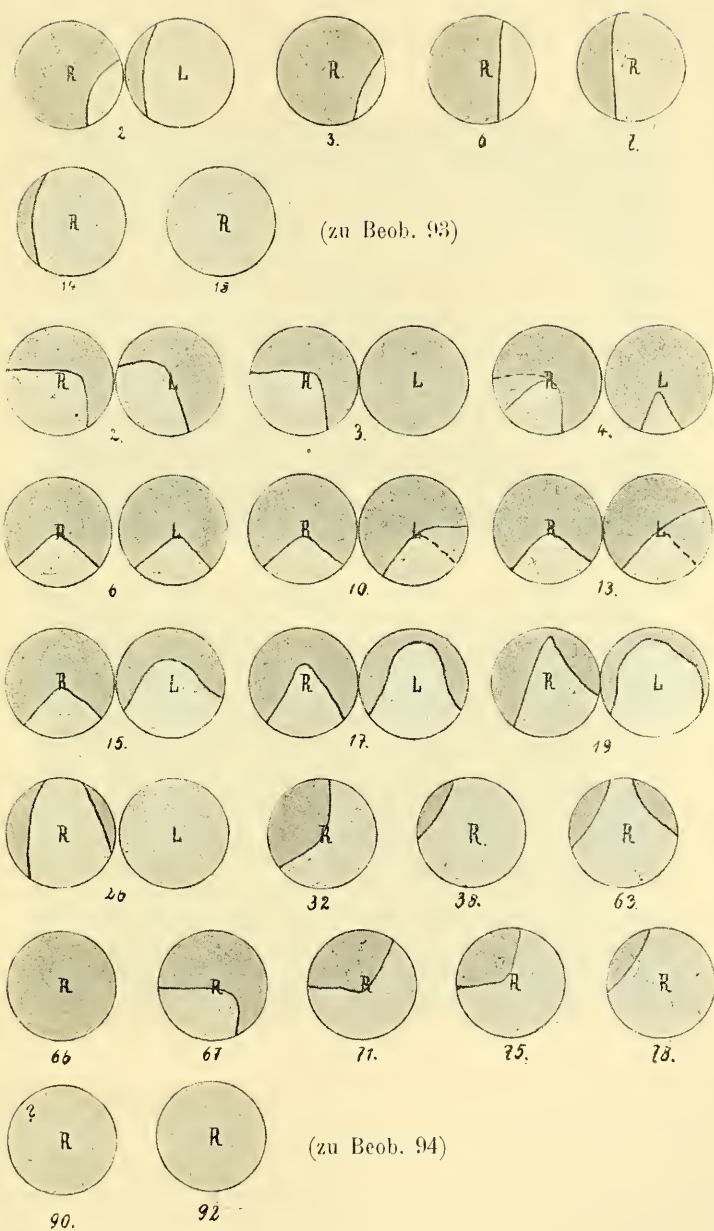 R R L R R R
2 3. 6 7.
R R (zu Beob. 93)
14 18
R L R L R L
2. 3. 4.
R L R L R L
6 10. 13.
R L R L R L
15. 17. 19
R L R R. R
26 32 38. 63.
R R R R R
66 67 71. 75. 78.
? R R (zu Beob. 94)
90. 92